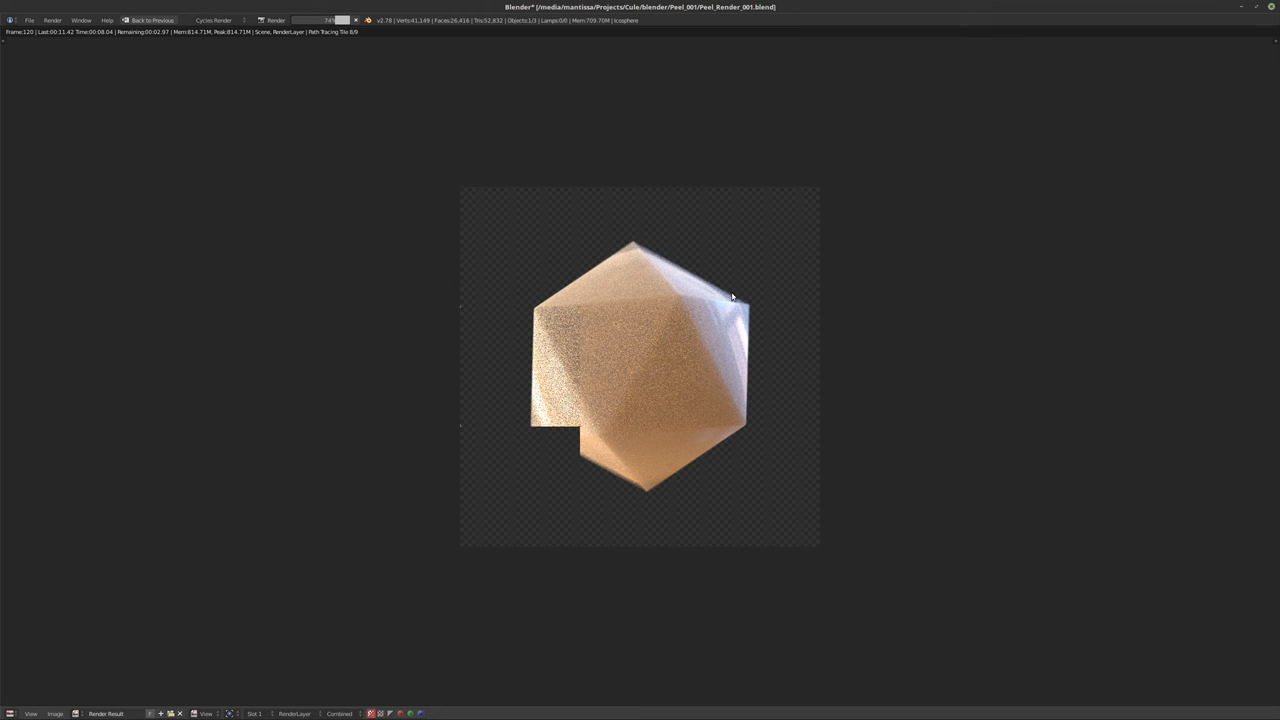 Blender* [/media/mantissa/Projects/Cule/blender/Peel_001/Peel_Render_001.blend]
File Render Window Help Back to Previous Cycles Render Render 74% v2.78 | Verts:41,149 | Faces:26,416 | Tris:52,832 | Objects:1/3 | Lamps:0/0 | Mem:709.70M | Icosphere
Frame:120 | Last:00:11.42 Time:00:08.04 | Remaining:00:02.97 | Mem:814.71M, Peak:814.71M | Scene, RenderLayer | Path Tracing Tile 8/9
View Image Render Result F View Slot 1 RenderLayer Combined